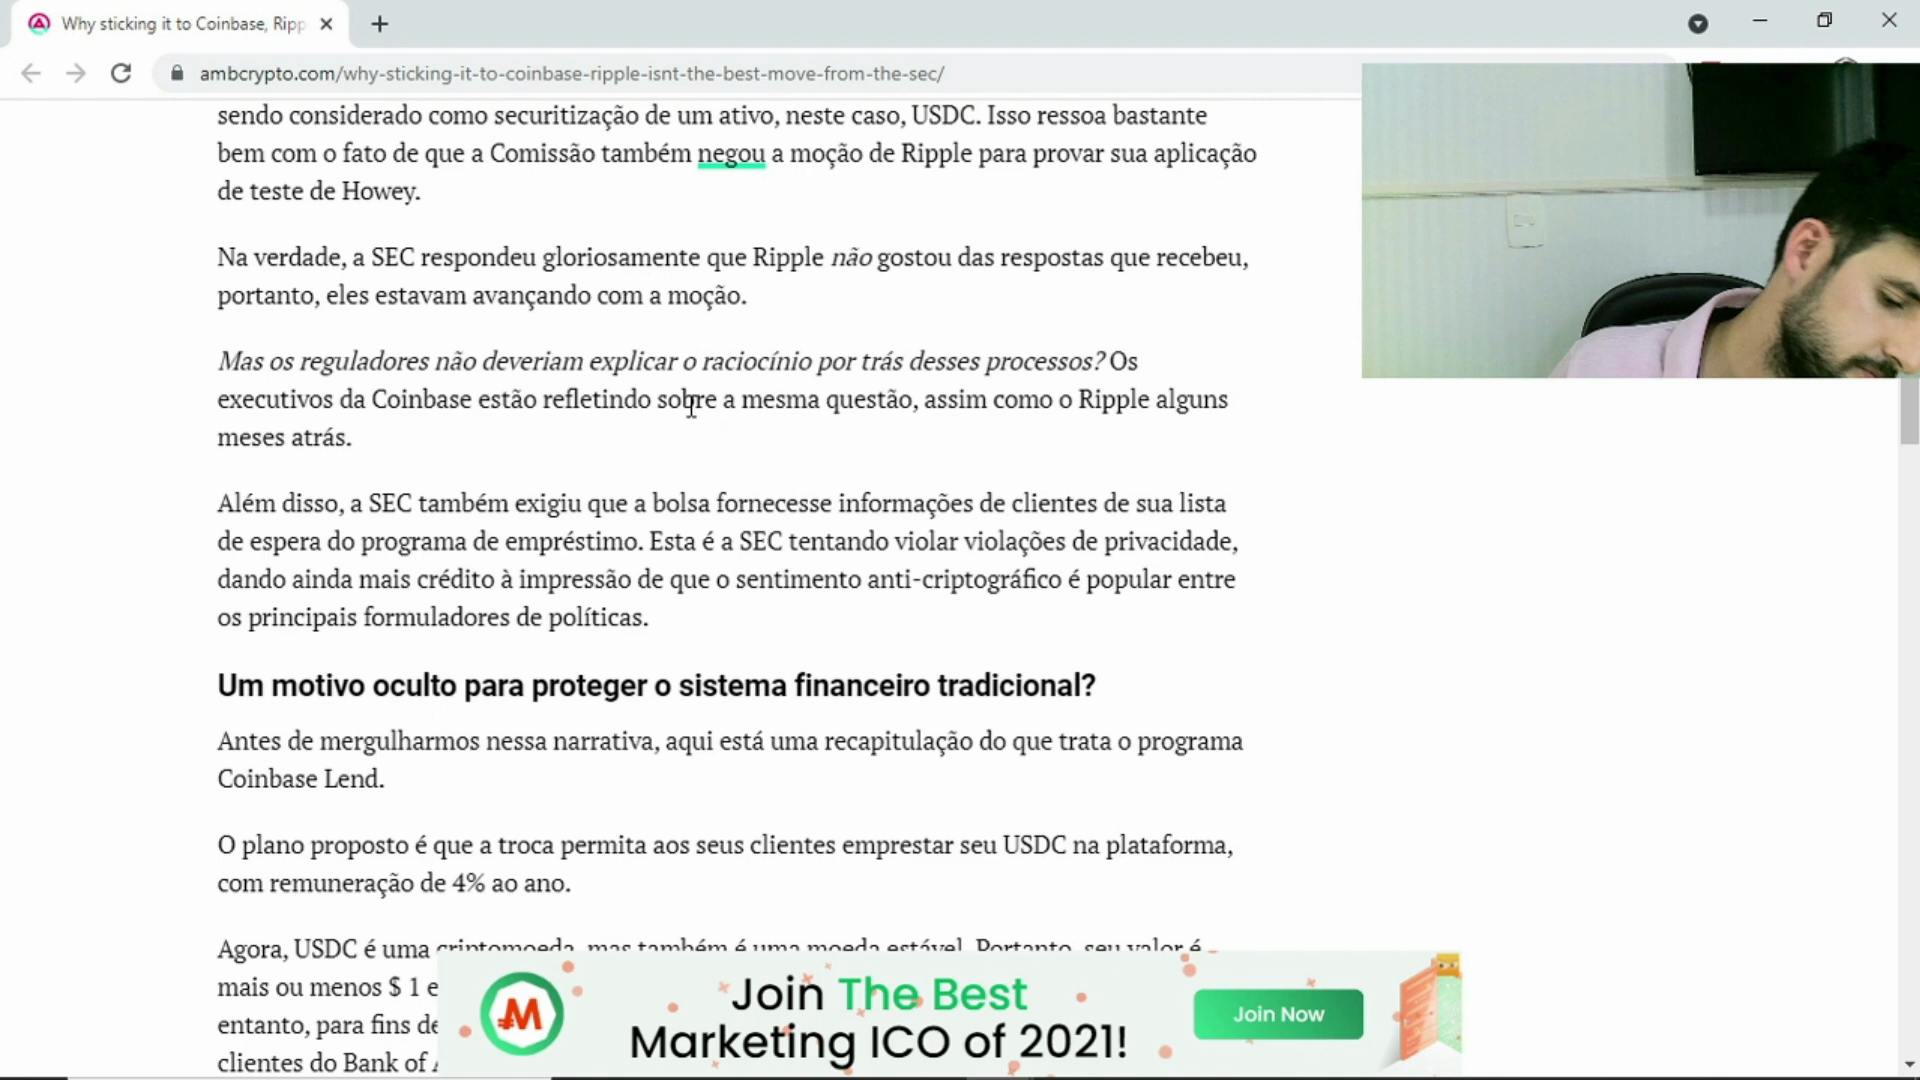 Why sticking it to Coinbase, Ripp
ambcrypto.com/why-sticking-it-to-coinbase-ripple-isnt-the-best-move-from-the-sec/
sendo considerado como securitização de um ativo, neste caso, USDC. Isso ressoa bastante
bem com o fato de que a Comissão também negou a moção de Ripple para provar sua aplicação
de teste de Howey.
Na verdade, a SEC respondeu gloriosamente que Ripple não gostou das respostas que recebeu,
portanto, eles estavam avançando com a moção.
Mas os reguladores não deveriam explicar o raciocínio por trás desses processos? Os
executivos da Coinbase estão refletindo sobre a mesma questão, assim como o Ripple alguns
meses atrás.
Além disso, a SEC também exigiu que a bolsa fornecesse informações de clientes de sua lista
de espera do programa de empréstimo. Esta é a SEC tentando violar violações de privacidade,
dando ainda mais crédito à impressão de que o sentimento anti-criptográfico é popular entre
os principais formuladores de políticas.
Um motivo oculto para proteger o sistema financeiro tradicional?
Antes de mergulharmos nessa narrativa, aqui está uma recapitulação do que trata o programa
Coinbase Lend.
O plano proposto é que a troca permita aos seus clientes emprestar seu USDC na plataforma,
com remuneração de 4% ao ano.
Agora, USDC é uma criptomoeda, mas também é uma moeda estável. Portanto, seu valor é
mais ou menos $ 1 e
entanto, para fins de
clientes do Bank of
Join The Best
Marketing ICO of 2021!
Join Now